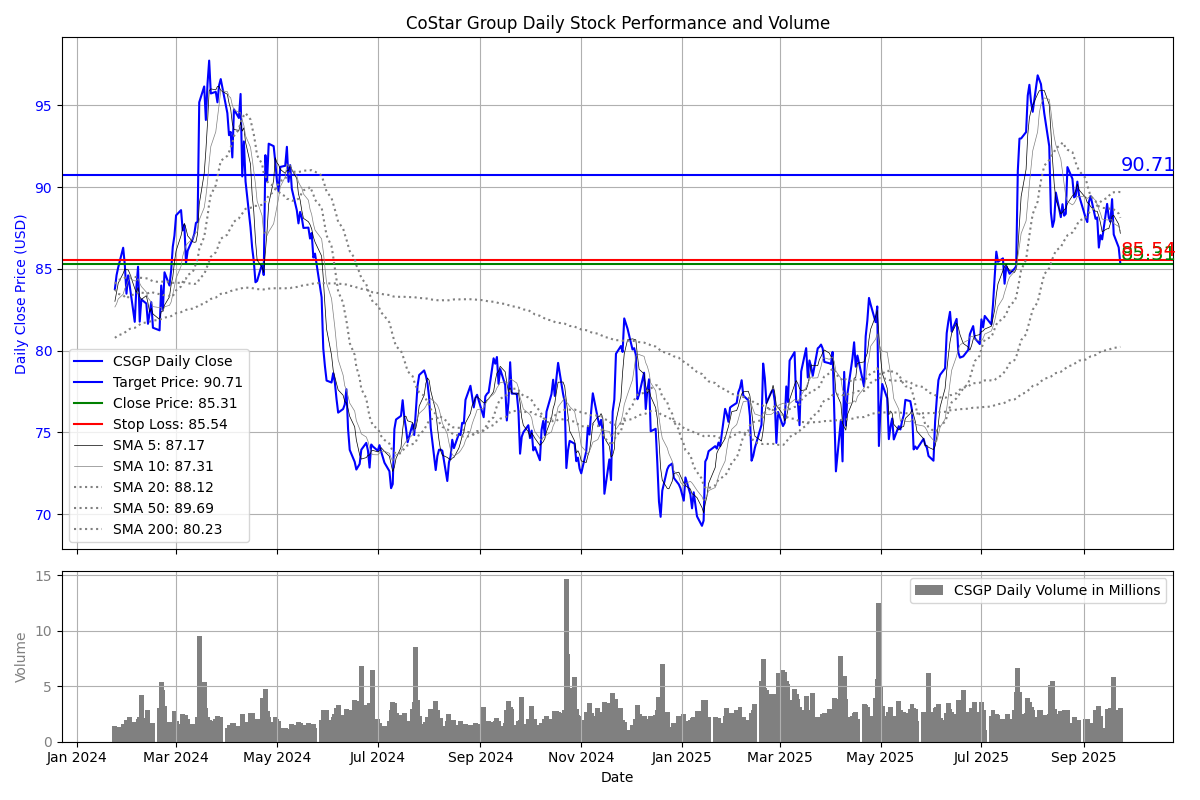 CoStar Group Daily Stock Performance and Volume
Daily Close Price (USD)
95
90
85
80
75
70
90.71
85.54
85.31
CSGP Daily Close
Target Price: 90.71
Close Price: 85.31
Stop Loss: 85.54
SMA 5: 87.17
SMA 10: 87.31
SMA 20: 88.12
SMA 50: 89.69
SMA 200: 80.23
Volume
15
10
5
0
CSGP Daily Volume in Millions
Jan 2024
Mar 2024
May 2024
Jul 2024
Sep 2024
Nov 2024
Jan 2025
Mar 2025
May 2025
Jul 2025
Sep 2025
Date